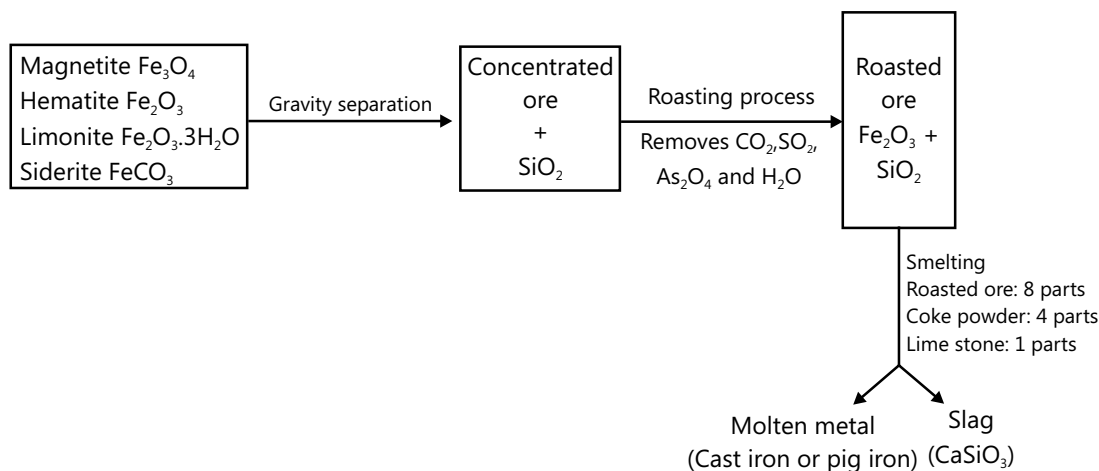 Magnetite Fe₃O₄
Hematite Fe₂O₃
Limonite Fe₂O₃.3H₂O
Siderite FeCO₃
Gravity separation
Concentrated
ore
+
SiO₂
Roasting process
Removes CO₂,SO₂,
As₂O₄ and H₂O
Roasted
ore
Fe₂O₃ +
SiO₂
Smelting
Roasted ore: 8 parts
Coke powder: 4 parts
Lime stone: 1 parts
Molten metal
(Cast iron or pig iron)
Slag
(CaSiO₃)